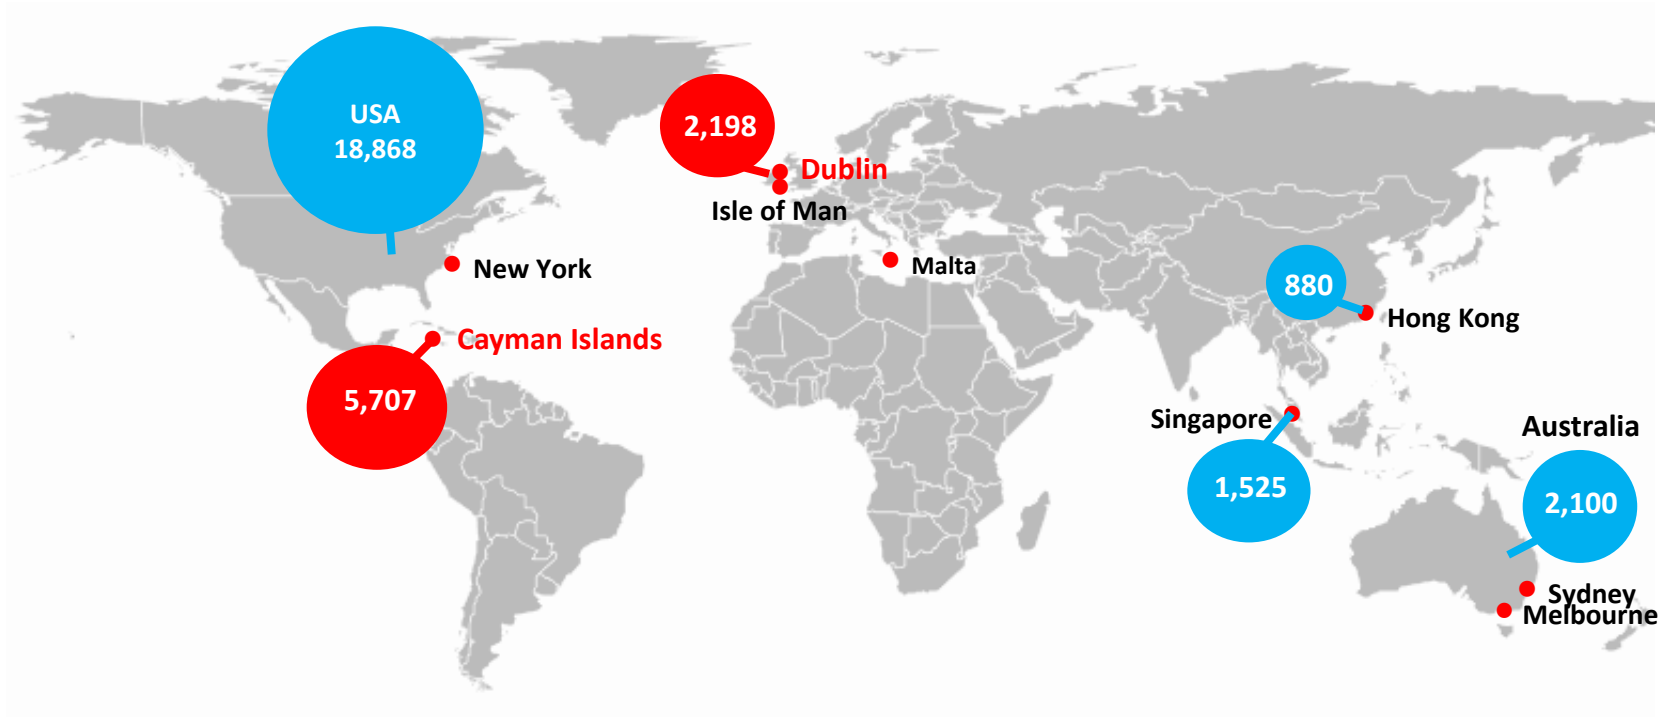 USA
18,868
2,198
Dublin
Isle of Man
New York
Malta
880
Hong Kong
Cayman Islands
5,707
Singapore
1,525
Australia
2,100
Sydney
Melbourne